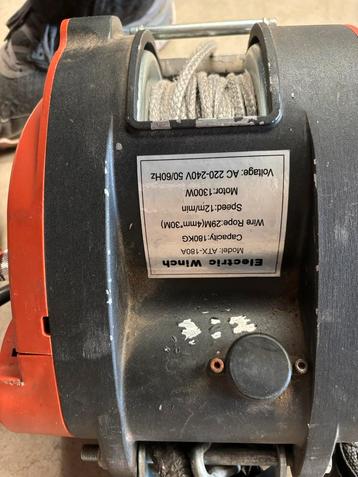 Electric Winch
Model: ATX-180A
Capacity:180KG
Wire Rope:29M(4mm*30M)
Speed:12m/min
Motor:1300W
Voltage: AC 220-240V 50/60Hz